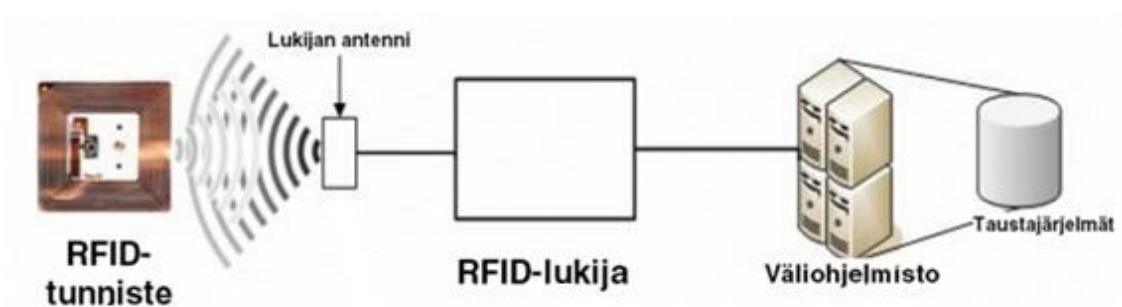 Lukijan antenni
RFID-
tunniste
RFID-lukija
Väliohjelmisto
Taustajärjelmät